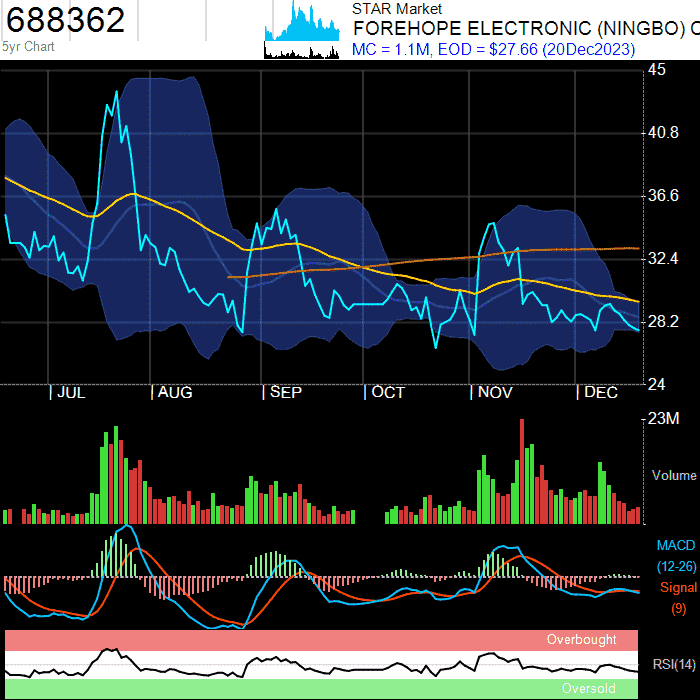 688362
5yr Chart
STAR Market
FOREHOPE ELECTRONIC (NINGBO) C
MC = 1.1M, EOD = $27.66 (20Dec2023)
45
40.8
36.6
32.4
28.2
24
JUL
AUG
SEP
OCT
NOV
DEC
23M
Volume
MACD
(12-26)
Signal
(9)
Overbought
RSI(14)
Oversold